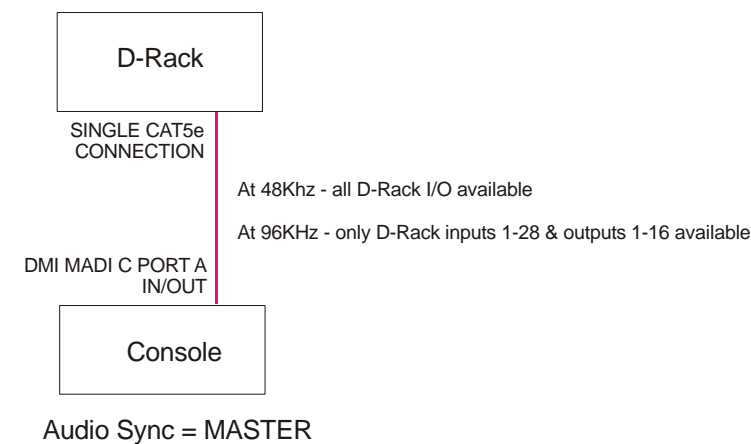 D-Rack
SINGLE CAT5e
CONNECTION
At 48Khz - all D-Rack I/O available
At 96KHz - only D-Rack inputs 1-28 & outputs 1-16 available
DMI MADI C PORT A
IN/OUT
Console
Audio Sync = MASTER